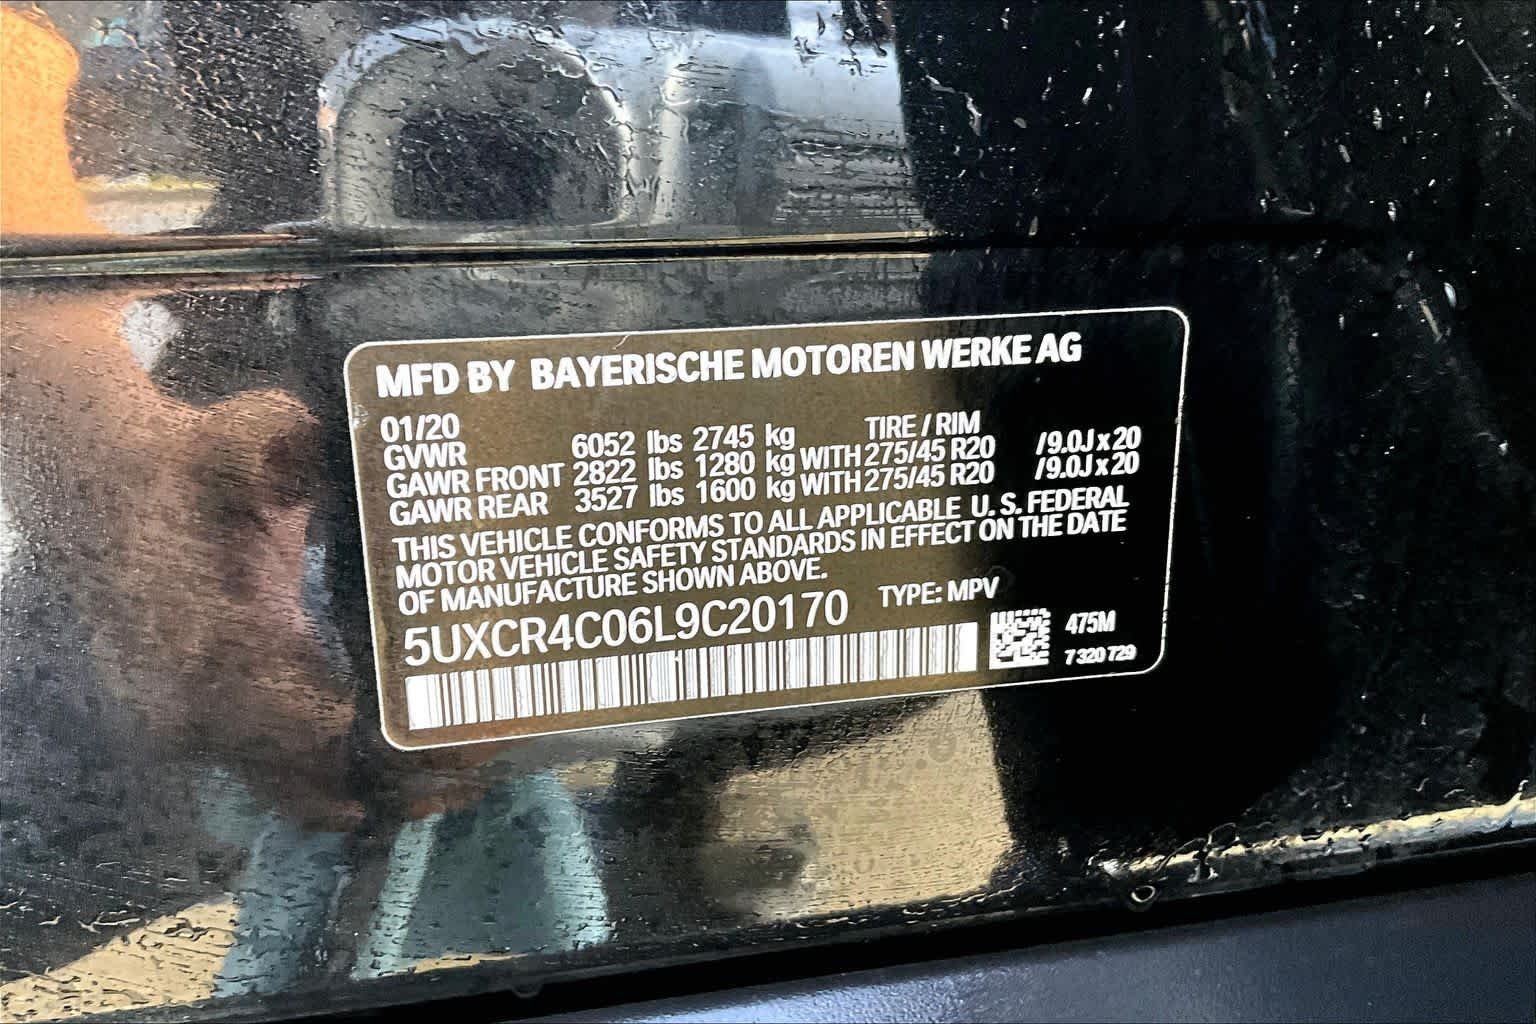 MFD BY BAYERISCHE MOTOREN WERKE AG
01/20 TIRE / RIM
GVWR 6052 lbs 2745 kg
GAWR FRONT 2822 lbs 1280 kg WITH 275/45 R20 /9.0J x 20
GAWR REAR 3527 lbs 1600 kg WITH 275/45 R20 /9.0J x 20
THIS VEHICLE CONFORMS TO ALL APPLICABLE U.S. FEDERAL
MOTOR VEHICLE SAFETY STANDARDS IN EFFECT ON THE DATE
OF MANUFACTURE SHOWN ABOVE.
5UXCR4C06L9C20170 TYPE: MPV
475M
7 320 729